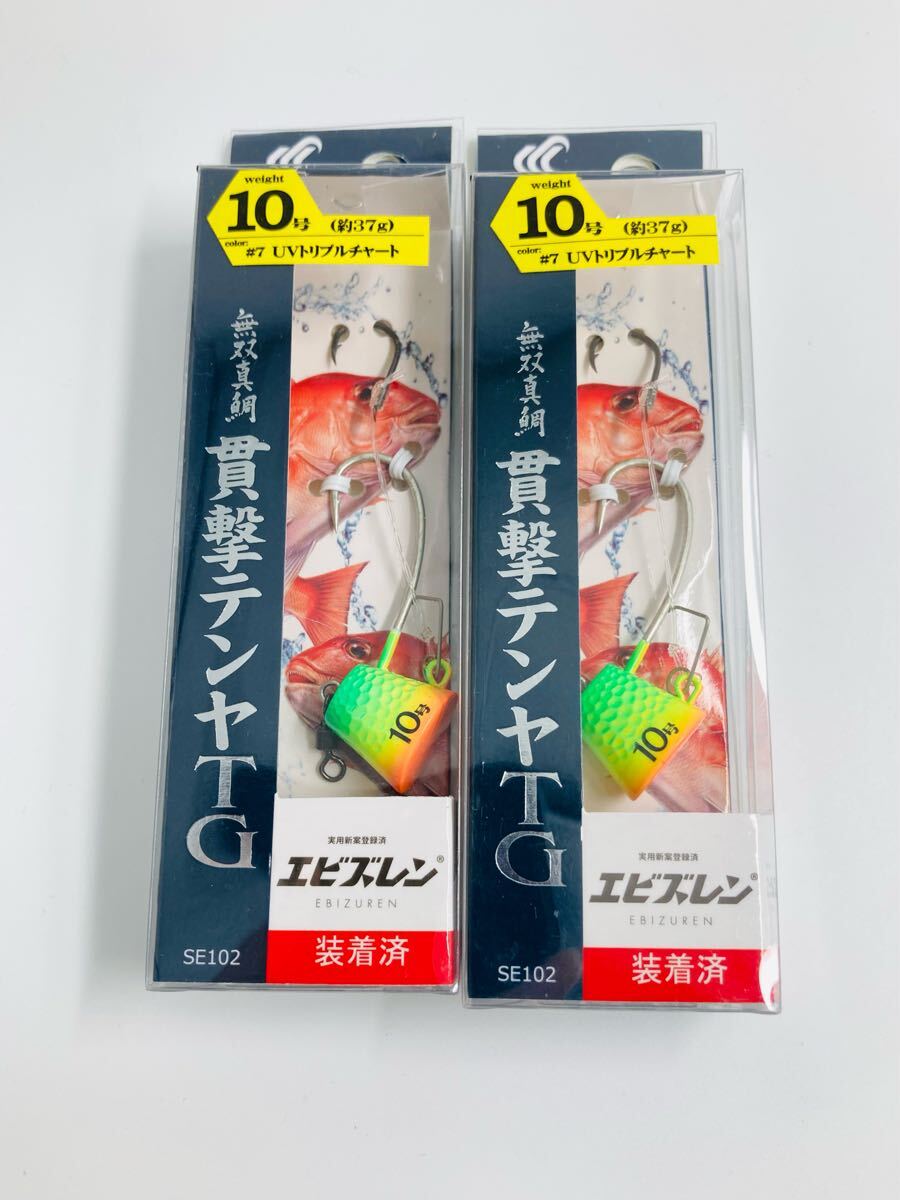 weight
10号 (約37g)
color: #7 UVトリプルチャート
無双真鯛
貫撃テンヤTG
10号
実用新案登録済
エビズレン®
EBIZUREN
装着済
SE102
weight
10号 (約37g)
color: #7 UVトリプルチャート
無双真鯛
貫撃テンヤTG
10号
実用新案登録済
エビズレン®
EBIZUREN
装着済
SE102